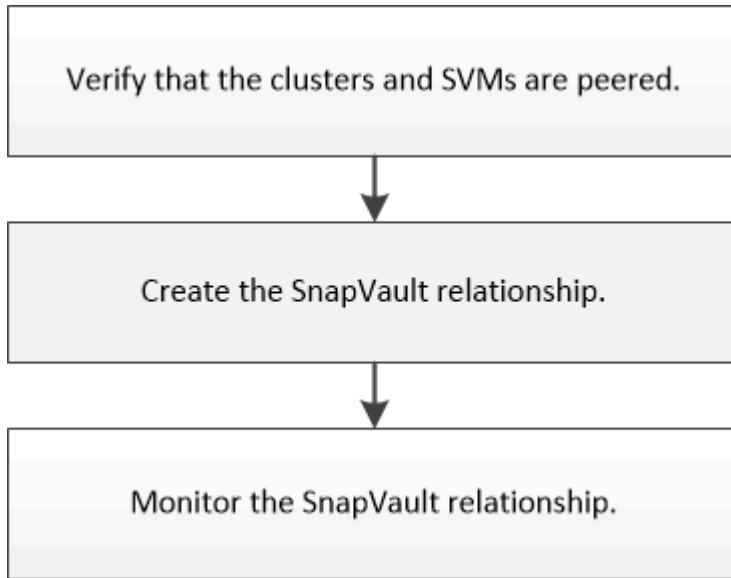 Verify that the clusters and SVMs are peered.
Create the SnapVault relationship.
Monitor the SnapVault relationship.